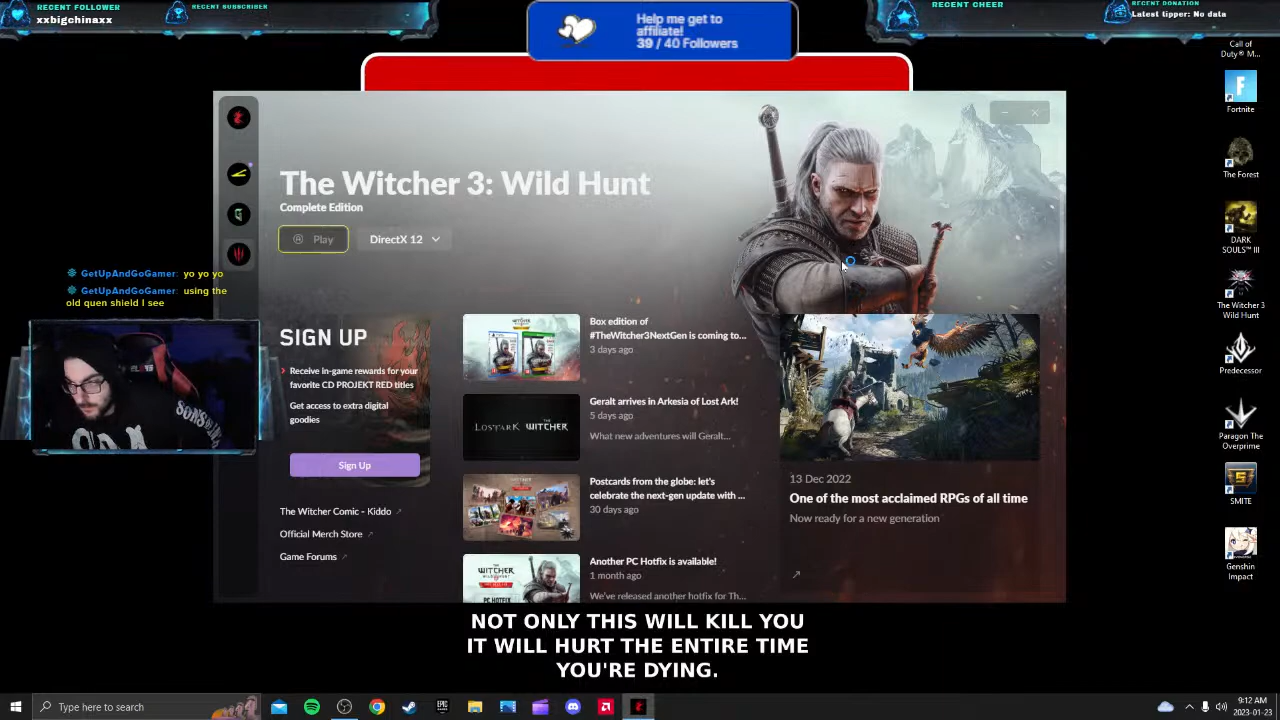 RECENT FOLLOWER
xxbigchinaxx
RECENT SUBSCRIBER
Help me get to
affiliate!
39 / 40 Followers
RECENT CHEER
RECENT DONATION
Latest tipper: No data
Call of
Duty® M...
Fortnite
The Forest
DARK
SOULS™ III
The Witcher 3
Wild Hunt
Predecessor
Paragon The
Overprime
SMITE
Genshin
Impact
The Witcher 3: Wild Hunt
Complete Edition
Play
DirectX 12
GetUpAndGoGamer: yo yo yo
GetUpAndGoGamer: using the
old quen shield I see
SIGN UP
Receive in-game rewards for your
favorite CD PROJEKT RED titles
Get access to extra digital
goodies
Sign Up
The Witcher Comic - Kiddo
Official Merch Store
Game Forums
Box edition of
#TheWitcher3NextGen is coming to...
3 days ago
LOST ARK WITCHER
Geralt arrives in Arkesia of Lost Ark!
5 days ago
What new adventures will Geralt...
Postcards from the globe: let's
celebrate the next-gen update with ...
30 days ago
Another PC Hotfix is available!
1 month ago
We've released another hotfix for Th...
13 Dec 2022
One of the most acclaimed RPGs of all time
Now ready for a new generation
NOT ONLY THIS WILL KILL YOU
IT WILL HURT THE ENTIRE TIME
YOU'RE DYING.
Type here to search
EPIC
9:12 AM
2023-01-23